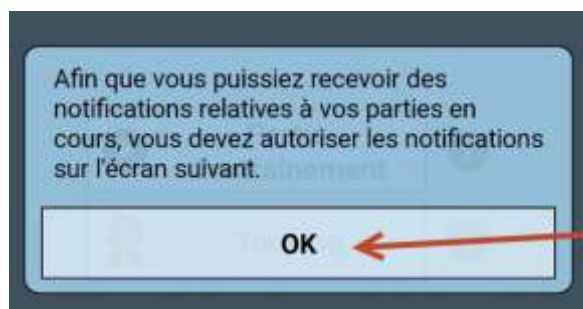 Afin que vous puissiez recevoir des
notifications relatives à vos parties en
cours, vous devez autoriser les notifications
sur l'écran suivant.
OK